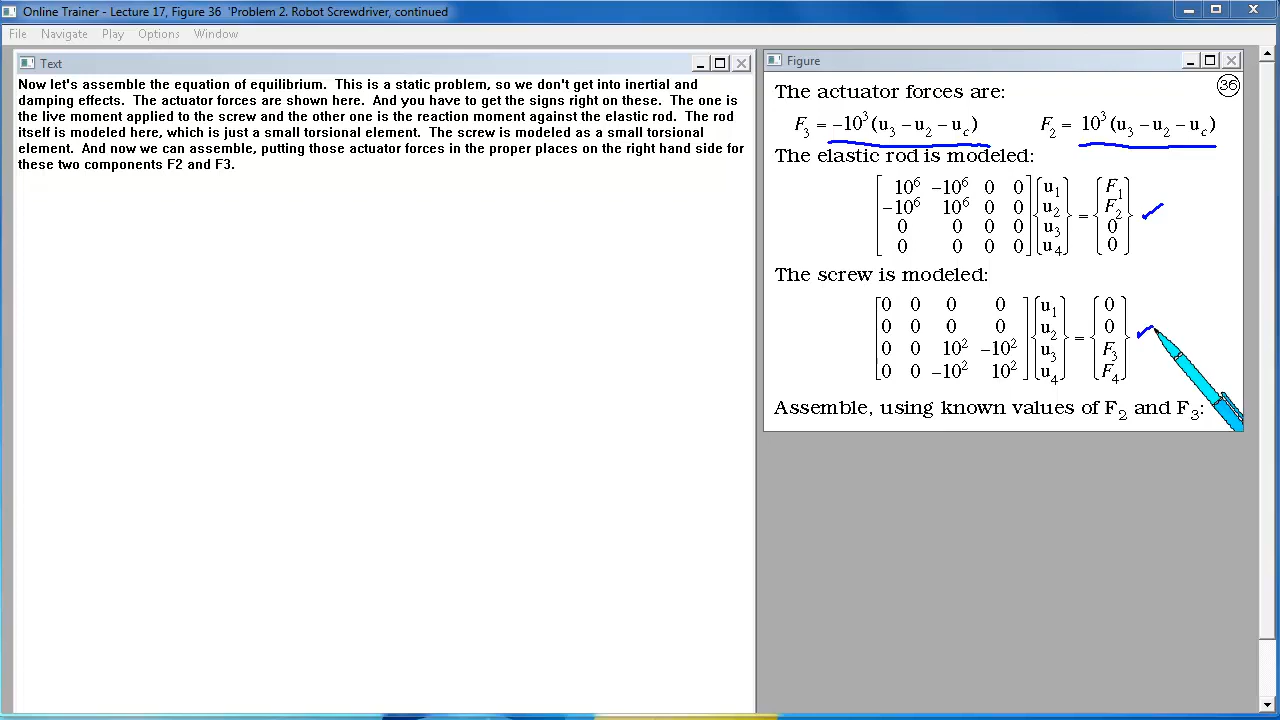 Online Trainer - Lecture 17, Figure 36 'Problem 2. Robot Screwdriver, continued
File Navigate Play Options Window
Text
Now let's assemble the equation of equilibrium. This is a static problem, so we don't get into inertial and
damping effects. The actuator forces are shown here. And you have to get the signs right on these. The one is
the live moment applied to the screw and the other one is the reaction moment against the elastic rod. The rod
itself is modeled here, which is just a small torsional element. The screw is modeled as a small torsional
element. And now we can assemble, putting those actuator forces in the proper places on the right hand side for
these two components F2 and F3.
Figure
36
The actuator forces are:
F₃ = −10³(u₃ − u₂ − u_c) F₂ = 10³(u₃ − u₂ − u_c)
The elastic rod is modeled:
10⁶ −10⁶ 0 0 u₁ F₁
−10⁶ 10⁶ 0 0 u₂ F₂
0 0 0 0 u₃ = 0
0 0 0 0 u₄ 0
The screw is modeled:
0 0 0 0 u₁ 0
0 0 0 0 u₂ 0
0 0 10² −10² u₃ = F₃
0 0 −10² 10² u₄ F₄
Assemble, using known values of F₂ and F₃: